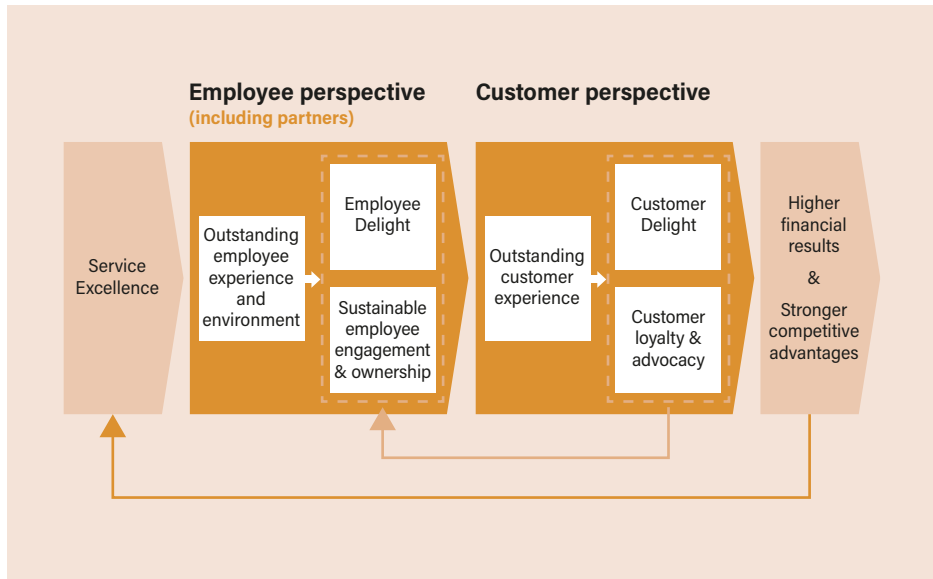 Employee perspective
(including partners)
Customer perspective
Service
Excellence
Outstanding
employee
experience
and
environment
Employee
Delight
Sustainable
employee
engagement
& ownership
Outstanding
customer
experience
Customer
Delight
Customer
loyalty &
advocacy
Higher
financial
results
&
Stronger
competitive
advantages